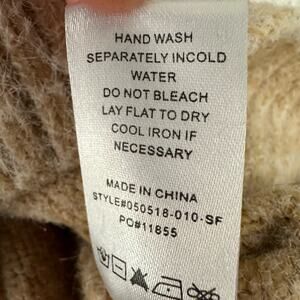 HAND WASH
SEPARATELY INCOLD
WATER
DO NOT BLEACH
LAY FLAT TO DRY
COOL IRON IF
NECESSARY
MADE IN CHINA
STYLE#050518-010-SF
PO#11855